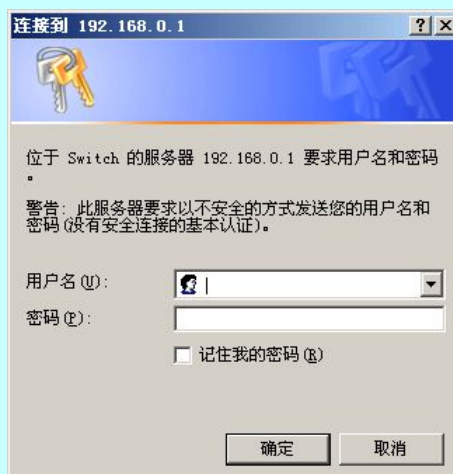 连接到 192.168.0.1
位于 Switch 的服务器 192.168.0.1 要求用户名和密码
。
警告: 此服务器要求以不安全的方式发送您的用户名和
密码(没有安全连接的基本认证)。
用户名(U):
密码(P):
记住我的密码(R)
确定 取消